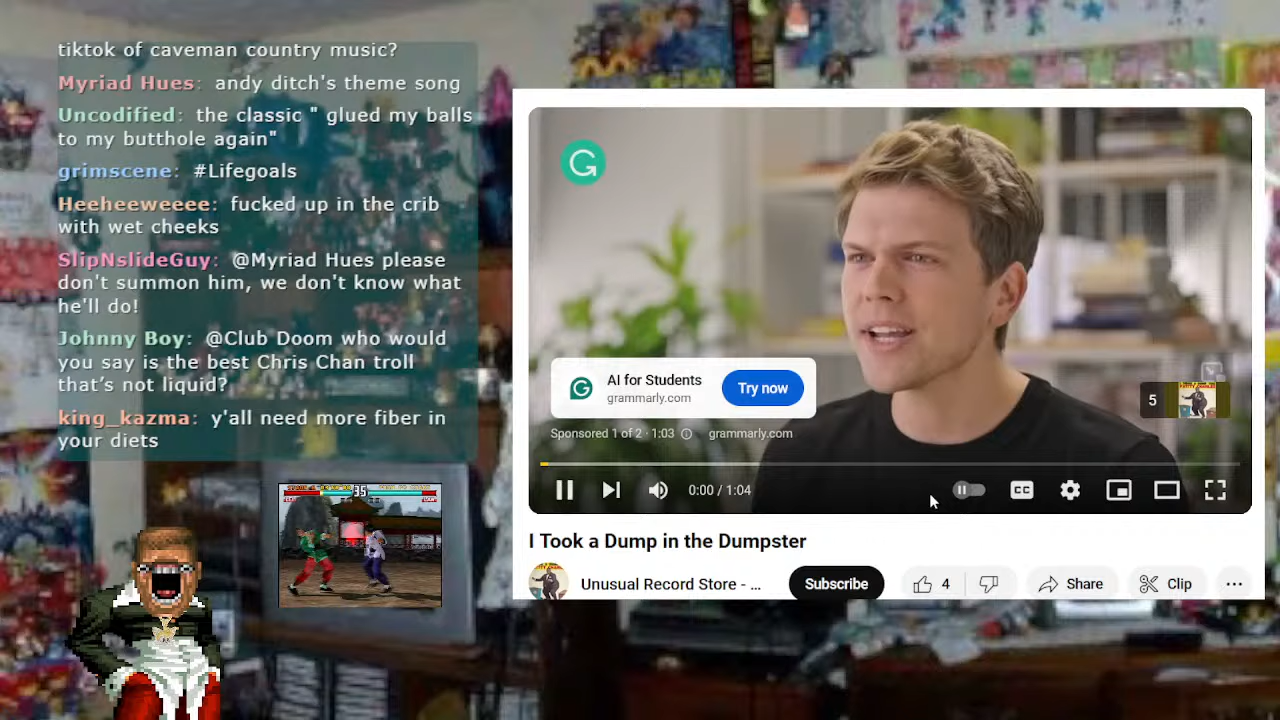 tiktok of caveman country music?
Myriad Hues: andy ditch's theme song
Uncodified: the classic " glued my balls
to my butthole again"
grimscene: #Lifegoals
Heeheeweeee: fucked up in the crib
with wet cheeks
SlipNslideGuy: @Myriad Hues please
don't summon him, we don't know what
he'll do!
Johnny Boy: @Club Doom who would
you say is the best Chris Chan troll
that's not liquid?
king_kazma: y'all need more fiber in
your diets
35
AI for Students
grammarly.com
Try now
5
Sponsored 1 of 2 · 1:03
grammarly.com
0:00 / 1:04
CC
I Took a Dump in the Dumpster
Unusual Record Store - ...
Subscribe
4
Share
Clip